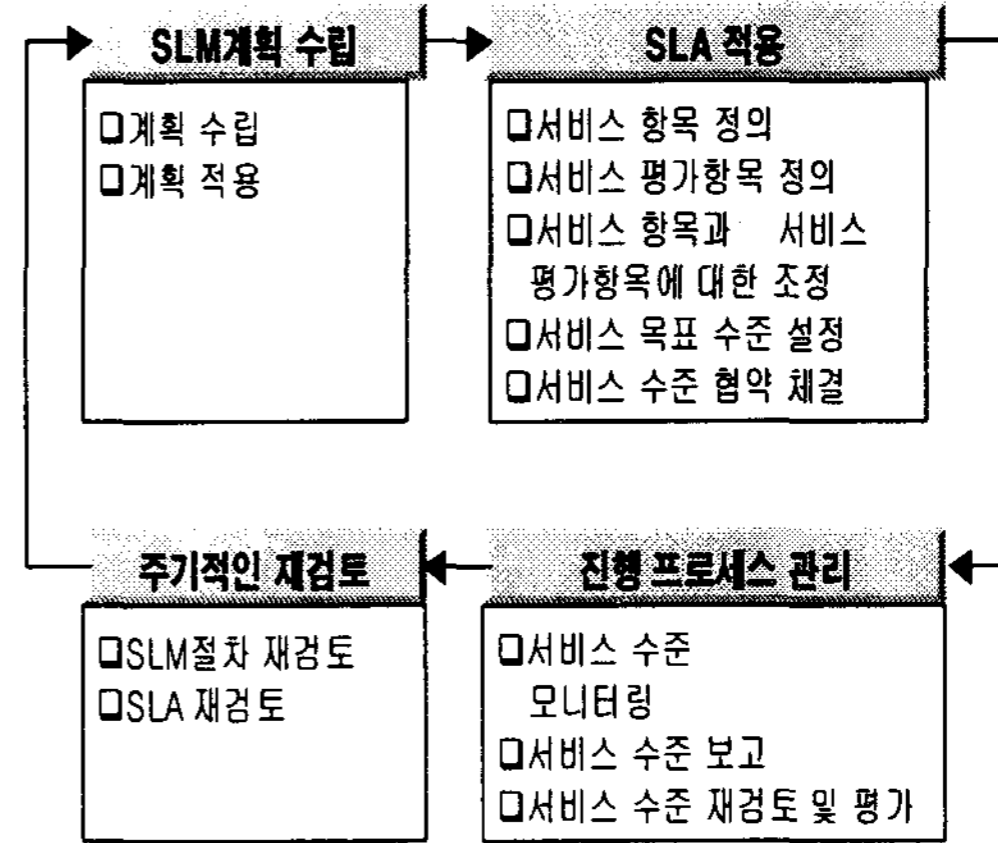 SLM계획 수립
❏계획 수립
❏계획 적용
SLA 적용
❏서비스 항목 정의
❏서비스 평가항목 정의
❏서비스 항목과 서비스
평가항목에 대한 조정
❏서비스 목표 수준 설정
❏서비스 수준 협약 체결
주기적인 재검토
❏SLM절차 재검토
❏SLA 재검토
진행 프로세스 관리
❏서비스 수준
모니터링
❏서비스 수준 보고
❏서비스 수준 재검토 및 평가